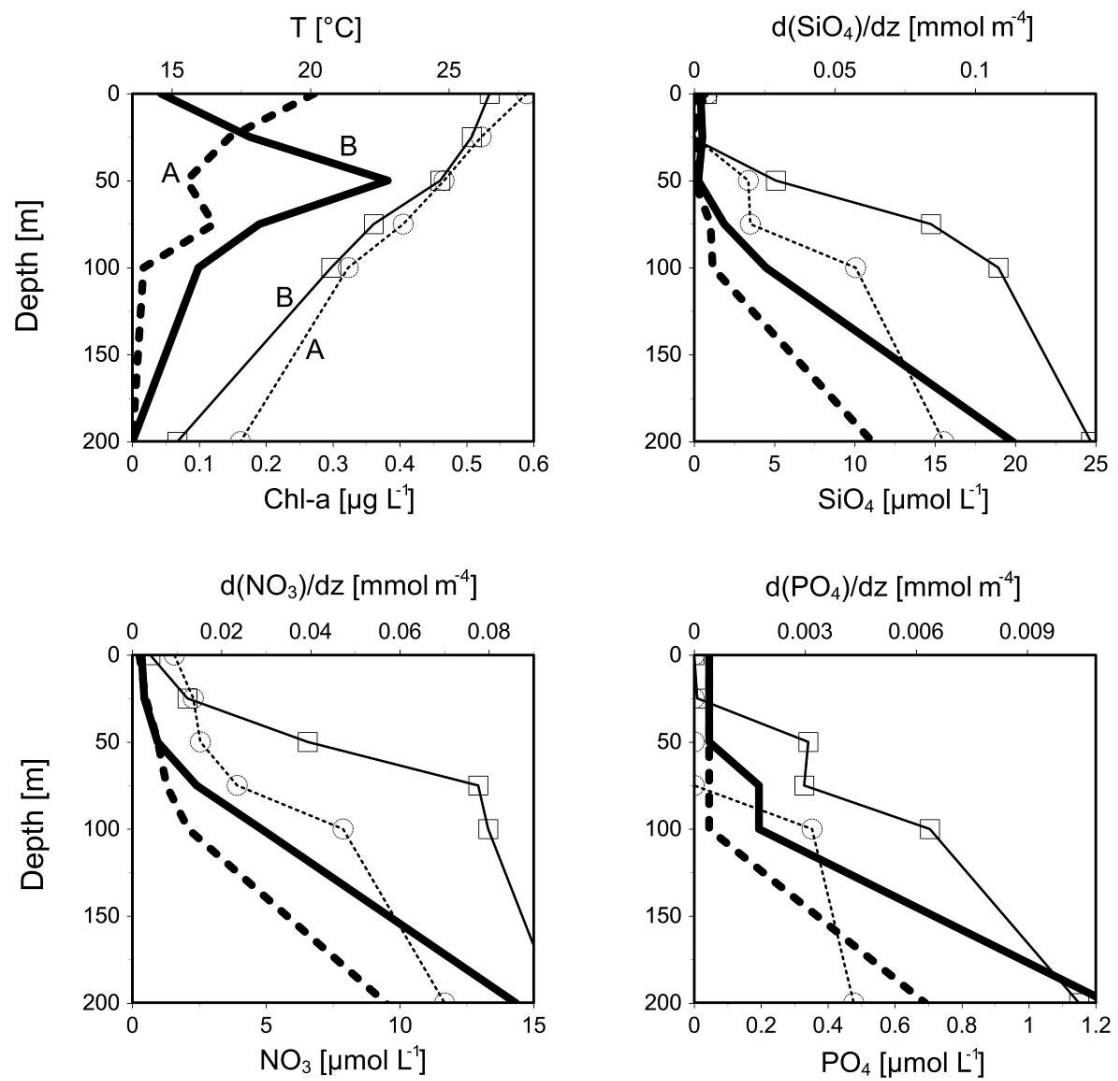 T [°C]
15 20 25
0
50
100
150
200
Depth [m]
A
B
B
A
0 0.1 0.2 0.3 0.4 0.5 0.6
Chl-a [µg L-1]
d(SiO4)/dz [mmol m-4]
0 0.05 0.1
0
50
100
150
200
0 5 10 15 20 25
SiO4 [µmol L-1]
d(NO3)/dz [mmol m-4]
0 0.02 0.04 0.06 0.08
0
50
100
150
200
Depth [m]
0 5 10 15
NO3 [µmol L-1]
d(PO4)/dz [mmol m-4]
0 0.003 0.006 0.009
0
50
100
150
200
0 0.2 0.4 0.6 0.8 1 1.2
PO4 [µmol L-1]